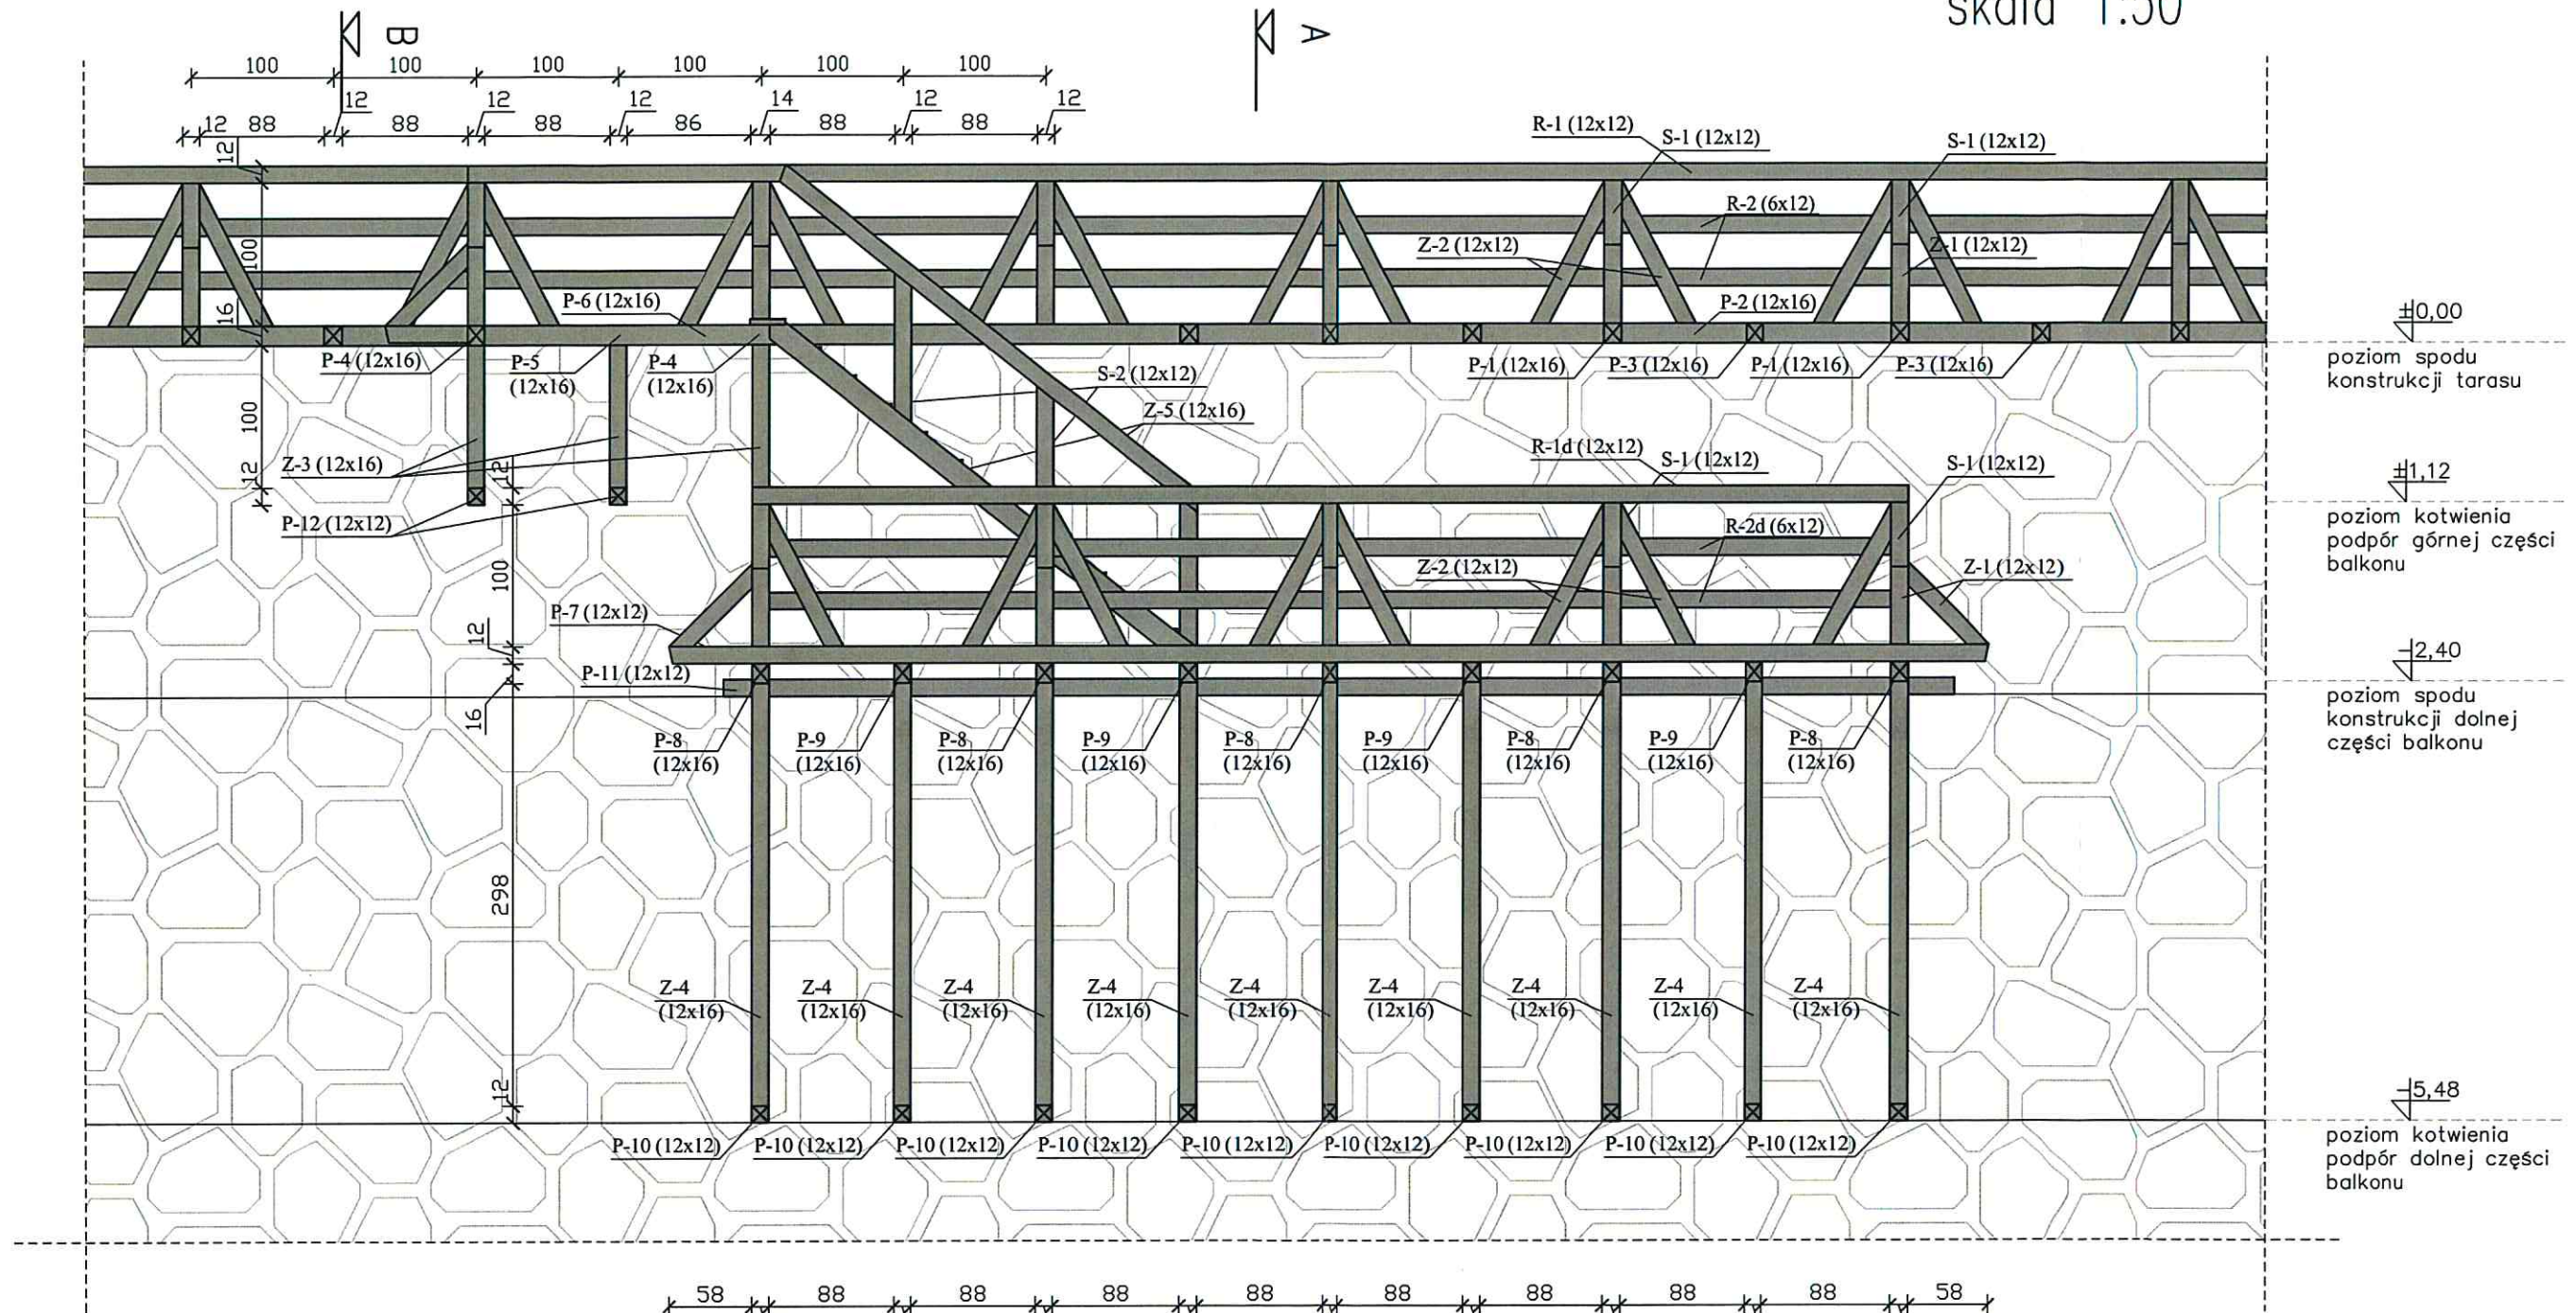 skala 1:50
B
A
100 100 100 100 100 100
12 12 12 14 12 12
12 88 88 88 86 88 88
12
R-1 (12x12)
S-1 (12x12)
S-1 (12x12)
R-2 (6x12)
100
Z-2 (12x12)
Z-1 (12x12)
16
P-6 (12x16)
P-2 (12x16)
±0,00
P-4 (12x16)
P-5
(12x16)
P-4
(12x16)
P-1 (12x16)
P-3 (12x16)
P-1 (12x16)
P-3 (12x16)
poziom spodu
konstrukcji tarasu
S-2 (12x12)
Z-5 (12x16)
100
R-1d (12x12)
S-1 (12x12)
S-1 (12x12)
Z-3 (12x16)
12
12
±1,12
P-12 (12x12)
R-2d (6x12)
poziom kotwienia
podpór górnej części
balkonu
100
Z-2 (12x12)
Z-1 (12x12)
P-7 (12x12)
12
-2,40
P-11 (12x12)
16
poziom spodu
konstrukcji dolnej
części balkonu
P-8
(12x16)
P-9
(12x16)
P-8
(12x16)
P-9
(12x16)
P-8
(12x16)
P-9
(12x16)
P-8
(12x16)
P-9
(12x16)
P-8
(12x16)
298
Z-4
(12x16)
Z-4
(12x16)
Z-4
(12x16)
Z-4
(12x16)
Z-4
(12x16)
Z-4
(12x16)
Z-4
(12x16)
Z-4
(12x16)
Z-4
(12x16)
12
-5,48
P-10 (12x12) P-10 (12x12) P-10 (12x12) P-10 (12x12) P-10 (12x12) P-10 (12x12) P-10 (12x12) P-10 (12x12) P-10 (12x12)
poziom kotwienia
podpór dolnej części
balkonu
58 88 88 88 88 88 88 88 88 58